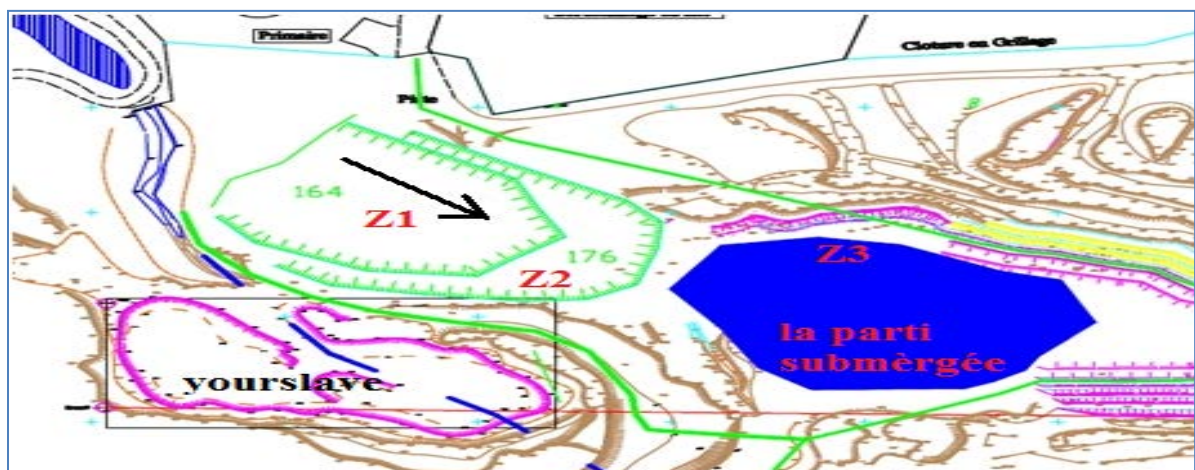 Primaire
Cloture en Grillage
Piste
164
Z1
176
Z2
Z3
la parti
submèrgée
yourslave